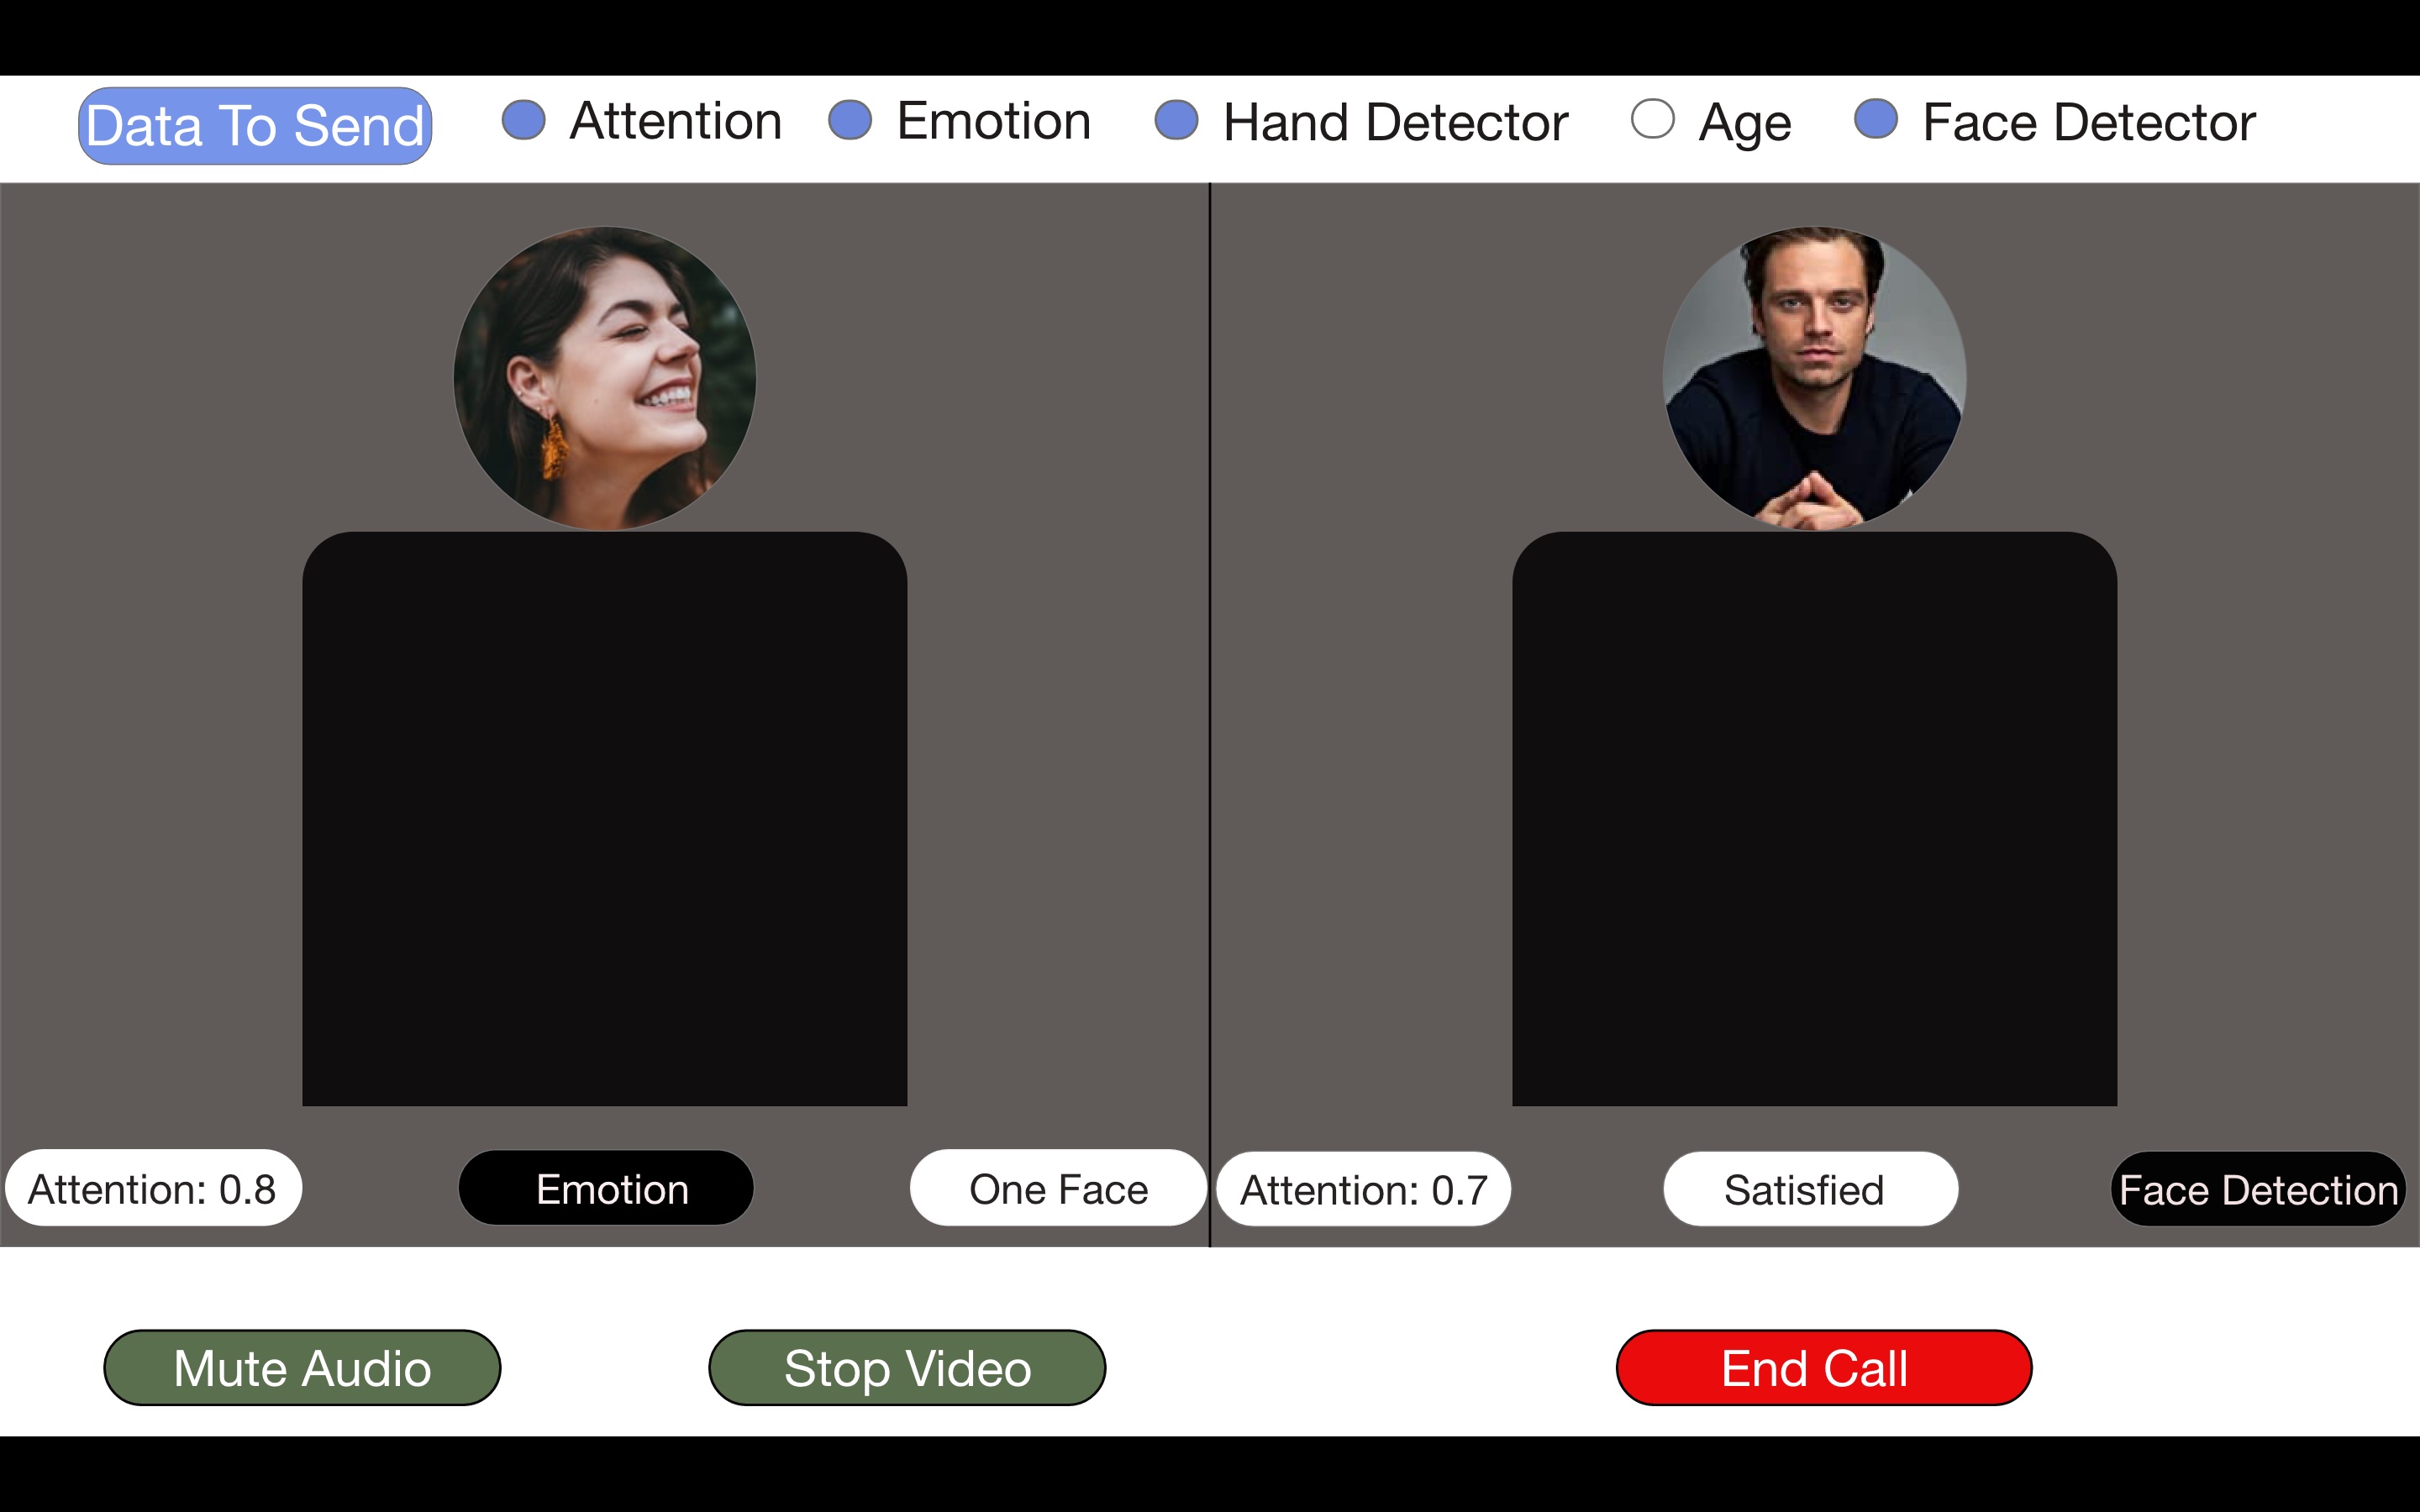 Data To Send
Attention
Emotion
Hand Detector
Age
Face Detector
Attention: 0.8
Emotion
One Face
Attention: 0.7
Satisfied
Face Detection
Mute Audio
Stop Video
End Call